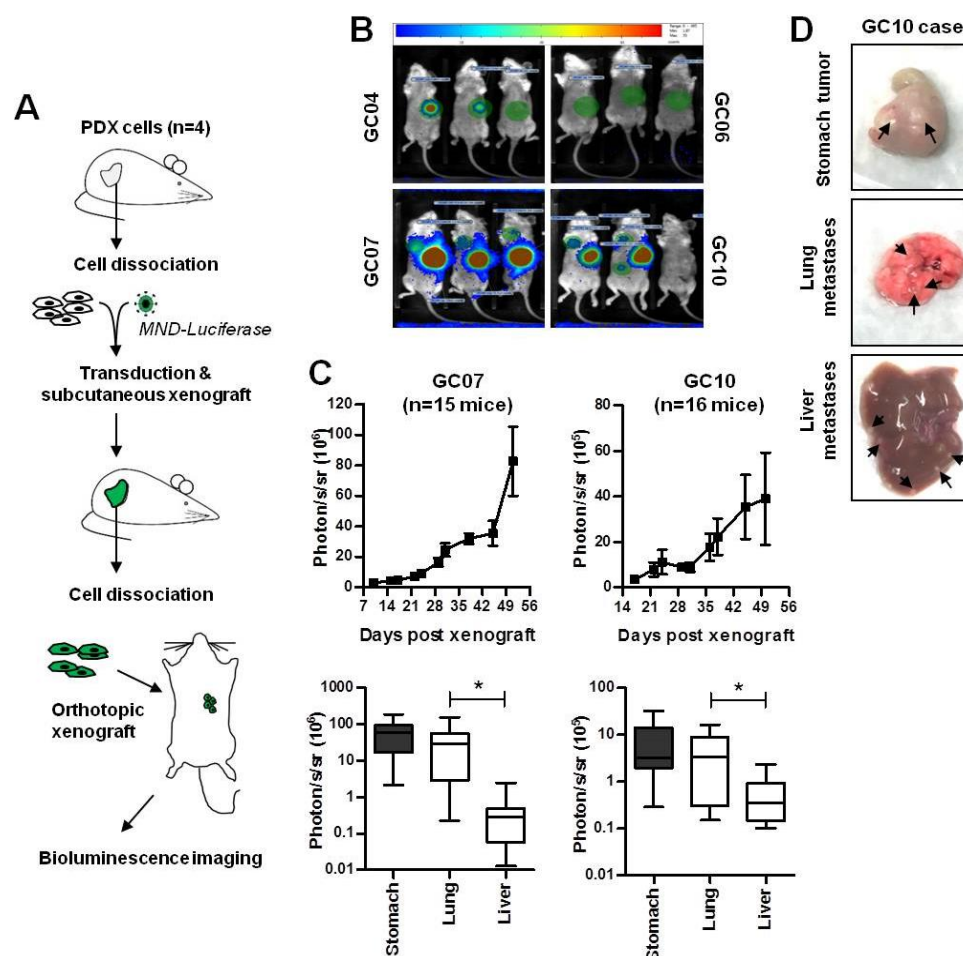 A
PDX cells (n=4)
Cell dissociation
MND-Luciferase
Transduction &
subcutaneous xenograft
Cell dissociation
Orthotopic
xenograft
Bioluminescence imaging
B
GC04
GC06
GC07
GC10
C
GC07
(n=15 mice)
Photon/s/sr (10⁶)
120
100
80
60
40
20
0
7 14 21 28 35 42 49 56
Days post xenograft
GC10
(n=16 mice)
Photon/s/sr (10⁵)
80
60
40
20
0
14 21 28 35 42 49 56
Days post xenograft
Photon/s/sr (10⁶)
1000
100
10
1
0.1
0.01
*
Stomach
Lung
Liver
Photon/s/sr (10⁵)
100
10
1
0.1
0.01
*
Stomach
Lung
Liver
D
GC10 case
Stomach tumor
Lung
metastases
Liver
metastases